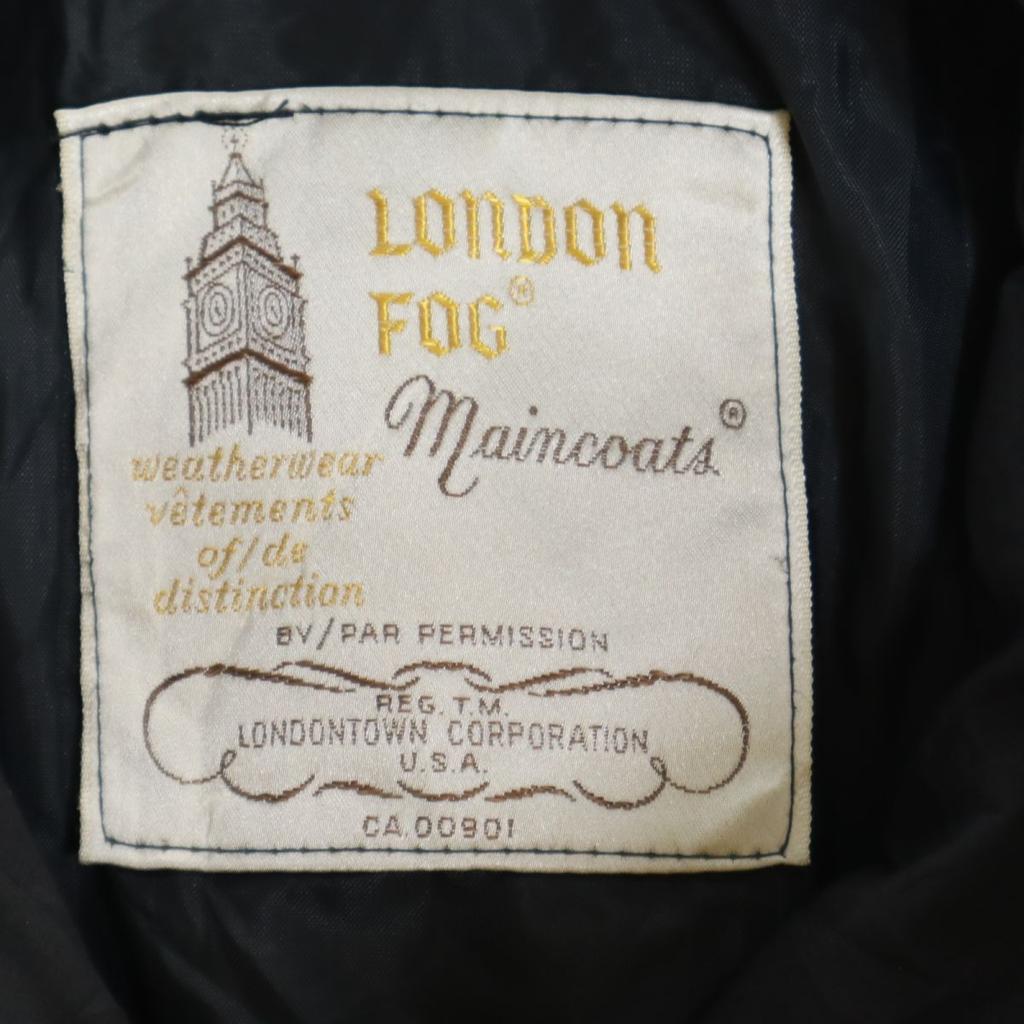 LONDON
FOG®
Maincoats®
weatherwear
vêtements
of/de
distinction
BY/PAR PERMISSION
REG. T.M.
LONDONTOWN CORPORATION
U.S.A.
CA.00901